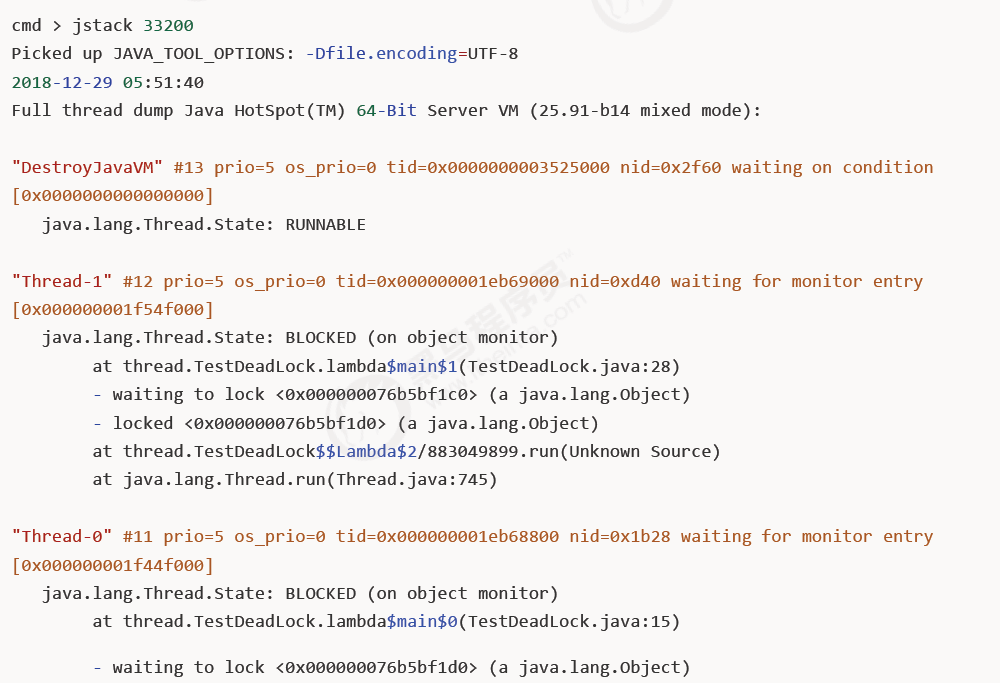 cmd > jstack 33200
Picked up JAVA_TOOL_OPTIONS: -Dfile.encoding=UTF-8
2018-12-29 05:51:40
Full thread dump Java HotSpot(TM) 64-Bit Server VM (25.91-b14 mixed mode):
"DestroyJavaVM" #13 prio=5 os_prio=0 tid=0x0000000003525000 nid=0x2f60 waiting on condition
[0x0000000000000000]
java.lang.Thread.State: RUNNABLE
"Thread-1" #12 prio=5 os_prio=0 tid=0x000000001eb69000 nid=0xd40 waiting for monitor entry
[0x000000001f54f000]
java.lang.Thread.State: BLOCKED (on object monitor)
at thread.TestDeadLock.lambda$main$1(TestDeadLock.java:28)
- waiting to lock <0x000000076b5bf1c0> (a java.lang.Object)
- locked <0x000000076b5bf1d0> (a java.lang.Object)
at thread.TestDeadLock$$Lambda$2/883049899.run(Unknown Source)
at java.lang.Thread.run(Thread.java:745)
"Thread-0" #11 prio=5 os_prio=0 tid=0x000000001eb68800 nid=0x1b28 waiting for monitor entry
[0x000000001f44f000]
java.lang.Thread.State: BLOCKED (on object monitor)
at thread.TestDeadLock.lambda$main$0(TestDeadLock.java:15)
- waiting to lock <0x000000076b5bf1d0> (a java.lang.Object)
黑马程序员™